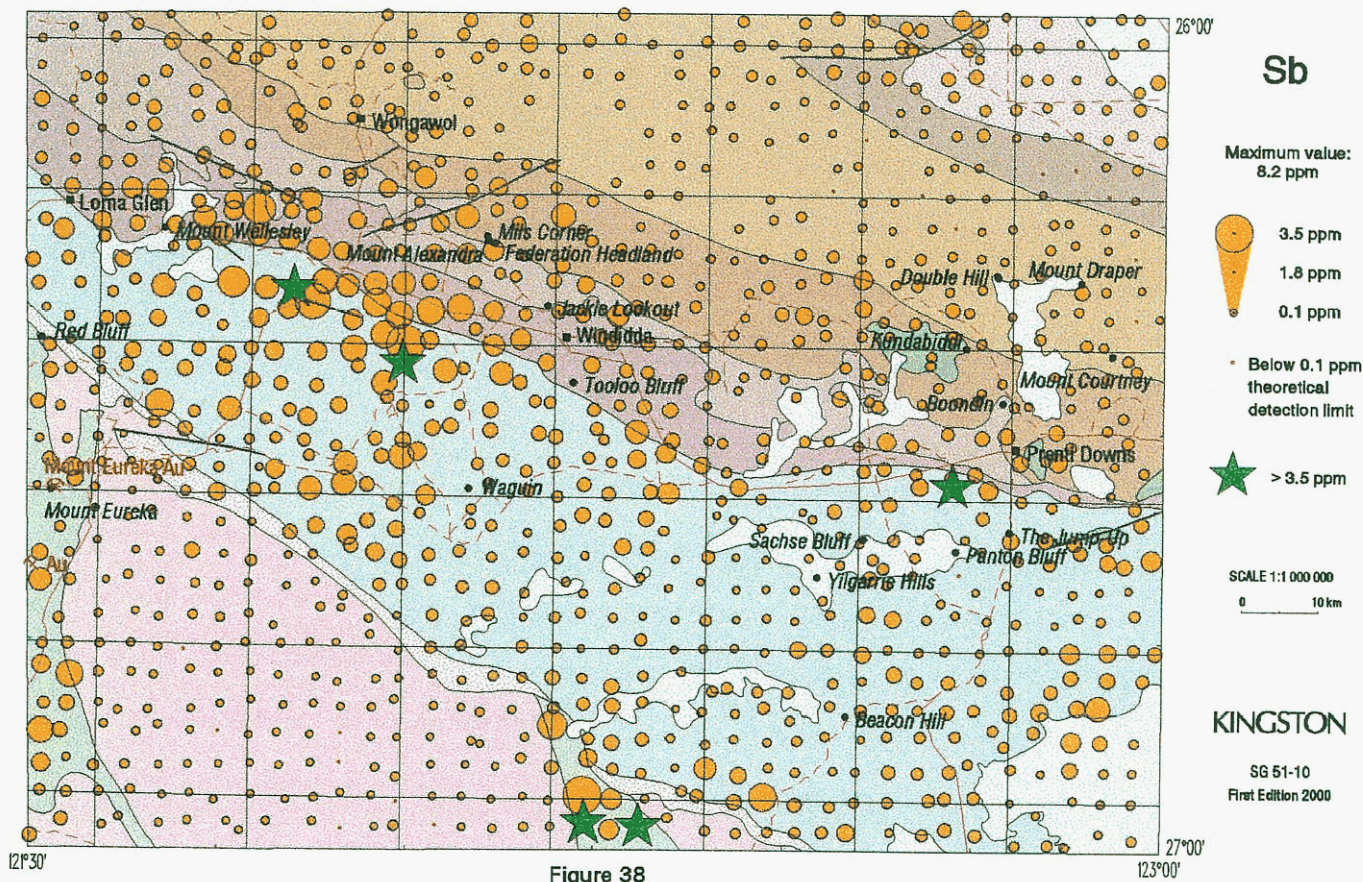 26°00'
Sb
Maximum value:
8.2 ppm
3.5 ppm
1.8 ppm
0.1 ppm
Below 0.1 ppm
theoretical
detection limit
> 3.5 ppm
SCALE 1:1 000 000
0 10 km
KINGSTON
SG 51-10
First Edition 2000
Wongawol
Lorna Glen
Mount Wellesley
Mount Alexandra
Mils Corner
Federation Headland
Double Hill
Mount Draper
Jackie Lookout
Red Bluff
Windidda
Kundabiddi
Mount Courtney
Tooloo Bluff
Boondin
Prenti Downs
Mount Eureka Au
Waguin
Mount Eureka
Sachse Bluff
The Jump-Up
Panton Bluff
Au
Yilgarris Hills
Beacon Hill
121°30'
27°00'
123°00'
Figure 38